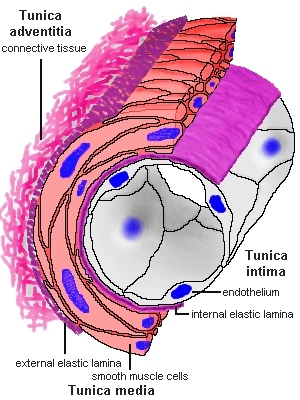 Tunica
adventitia
connective tissue
Tunica
intima
endothelium
internal elastic lamina
external elastic lamina
smooth muscle cells
Tunica media